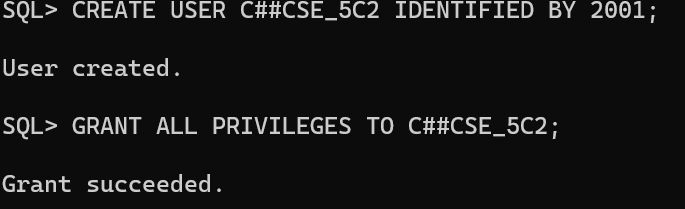 SQL> CREATE USER C##CSE_5C2 IDENTIFIED BY 2001;
User created.
SQL> GRANT ALL PRIVILEGES TO C##CSE_5C2;
Grant succeeded.